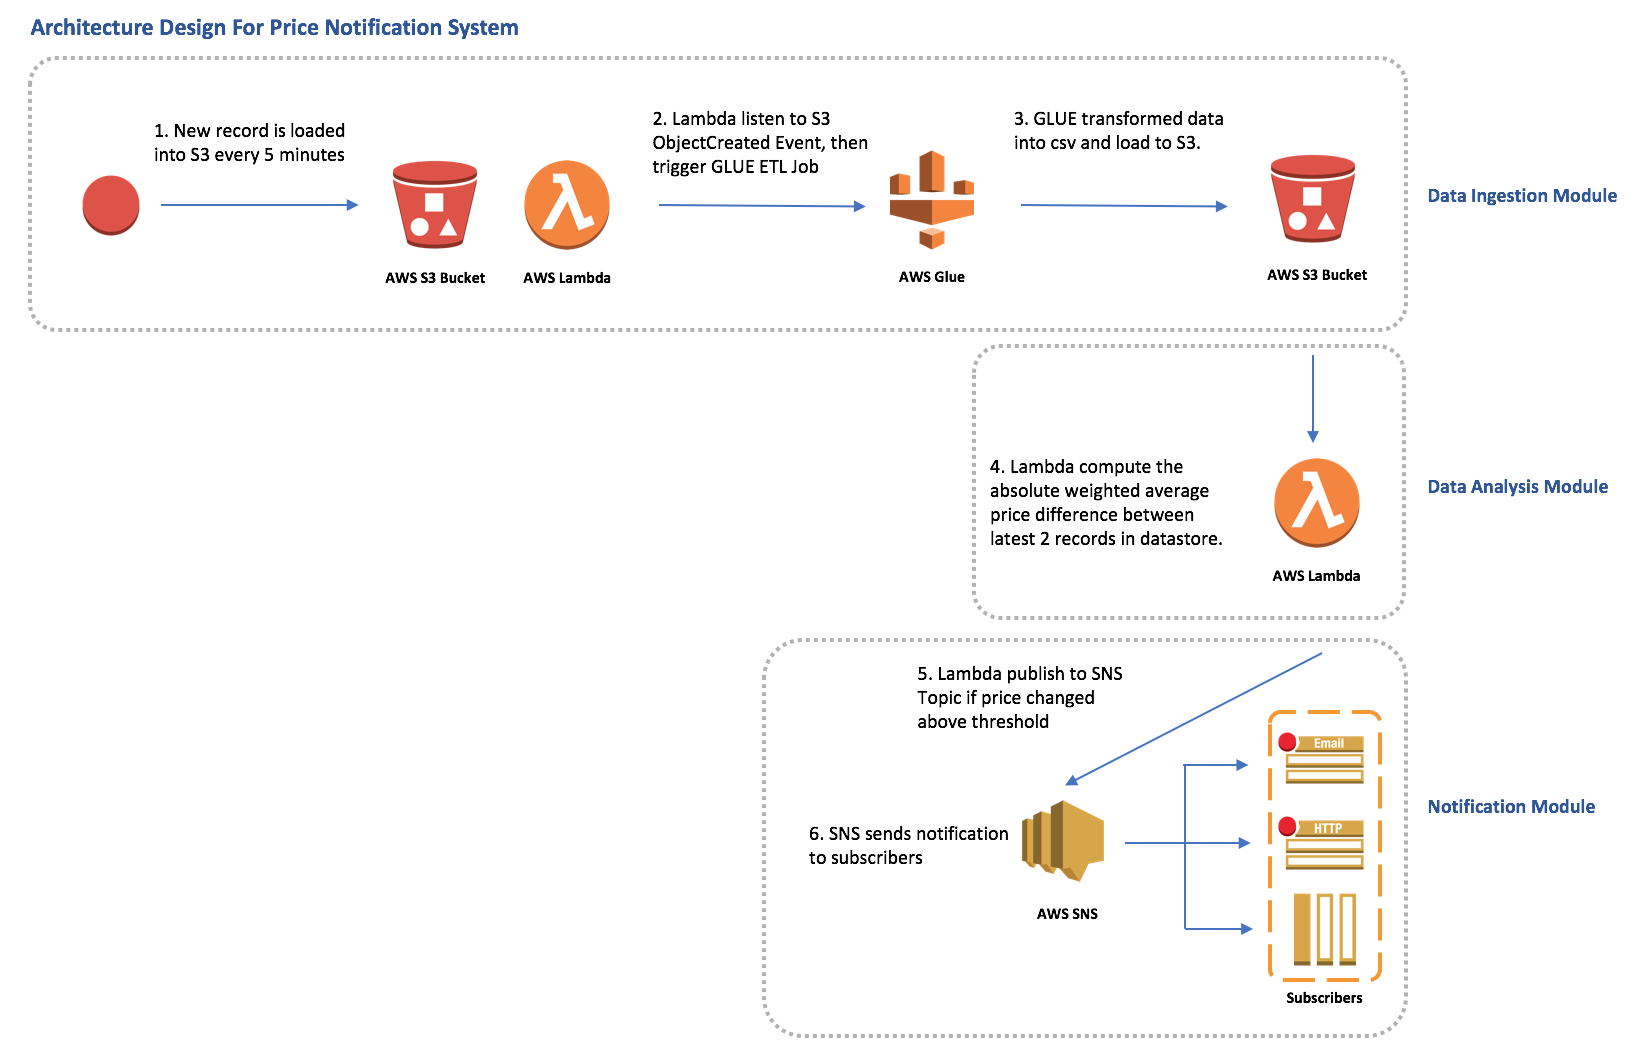 Architecture Design For Price Notification System
1. New record is loaded
into S3 every 5 minutes
2. Lambda listen to S3
ObjectCreated Event, then
trigger GLUE ETL Job
3. GLUE transformed data
into csv and load to S3.
AWS S3 Bucket
AWS Lambda
AWS Glue
AWS S3 Bucket
Data Ingestion Module
4. Lambda compute the
absolute weighted average
price difference between
latest 2 records in datastore.
AWS Lambda
Data Analysis Module
5. Lambda publish to SNS
Topic if price changed
above threshold
6. SNS sends notification
to subscribers
AWS SNS
Email
HTTP
Subscribers
Notification Module